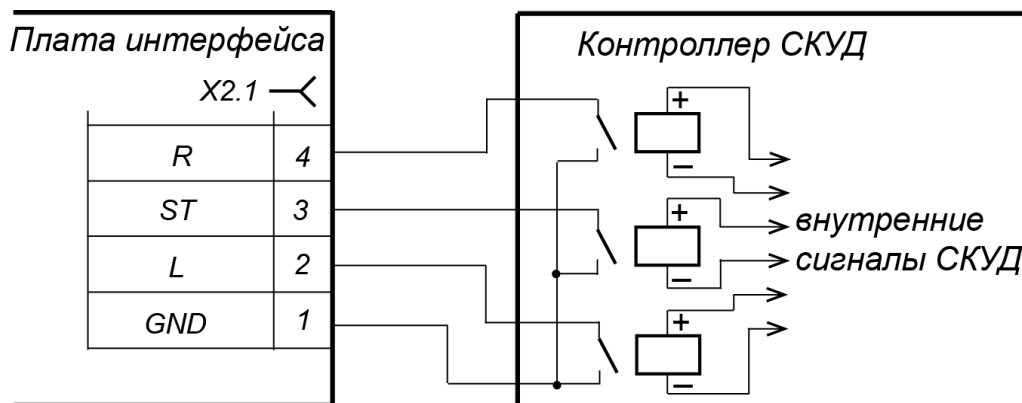 Плата интерфейса
Контроллер СКУД
X2.1
R 4
ST 3
L 2
GND 1
+
−
+
−
+
−
внутренние
сигналы СКУД